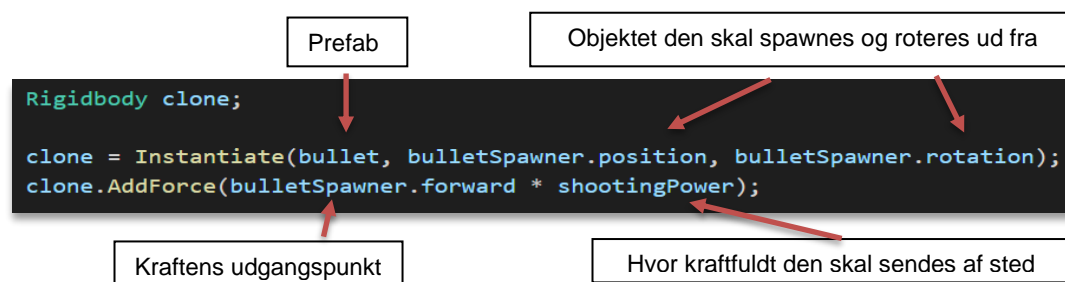 Prefab
Objektet den skal spawnes og roteres ud fra
Rigidbody clone;
clone = Instantiate(bullet, bulletSpawner.position, bulletSpawner.rotation);
clone.AddForce(bulletSpawner.forward * shootingPower);
Kraftens udgangspunkt
Hvor kraftfuldt den skal sendes af sted